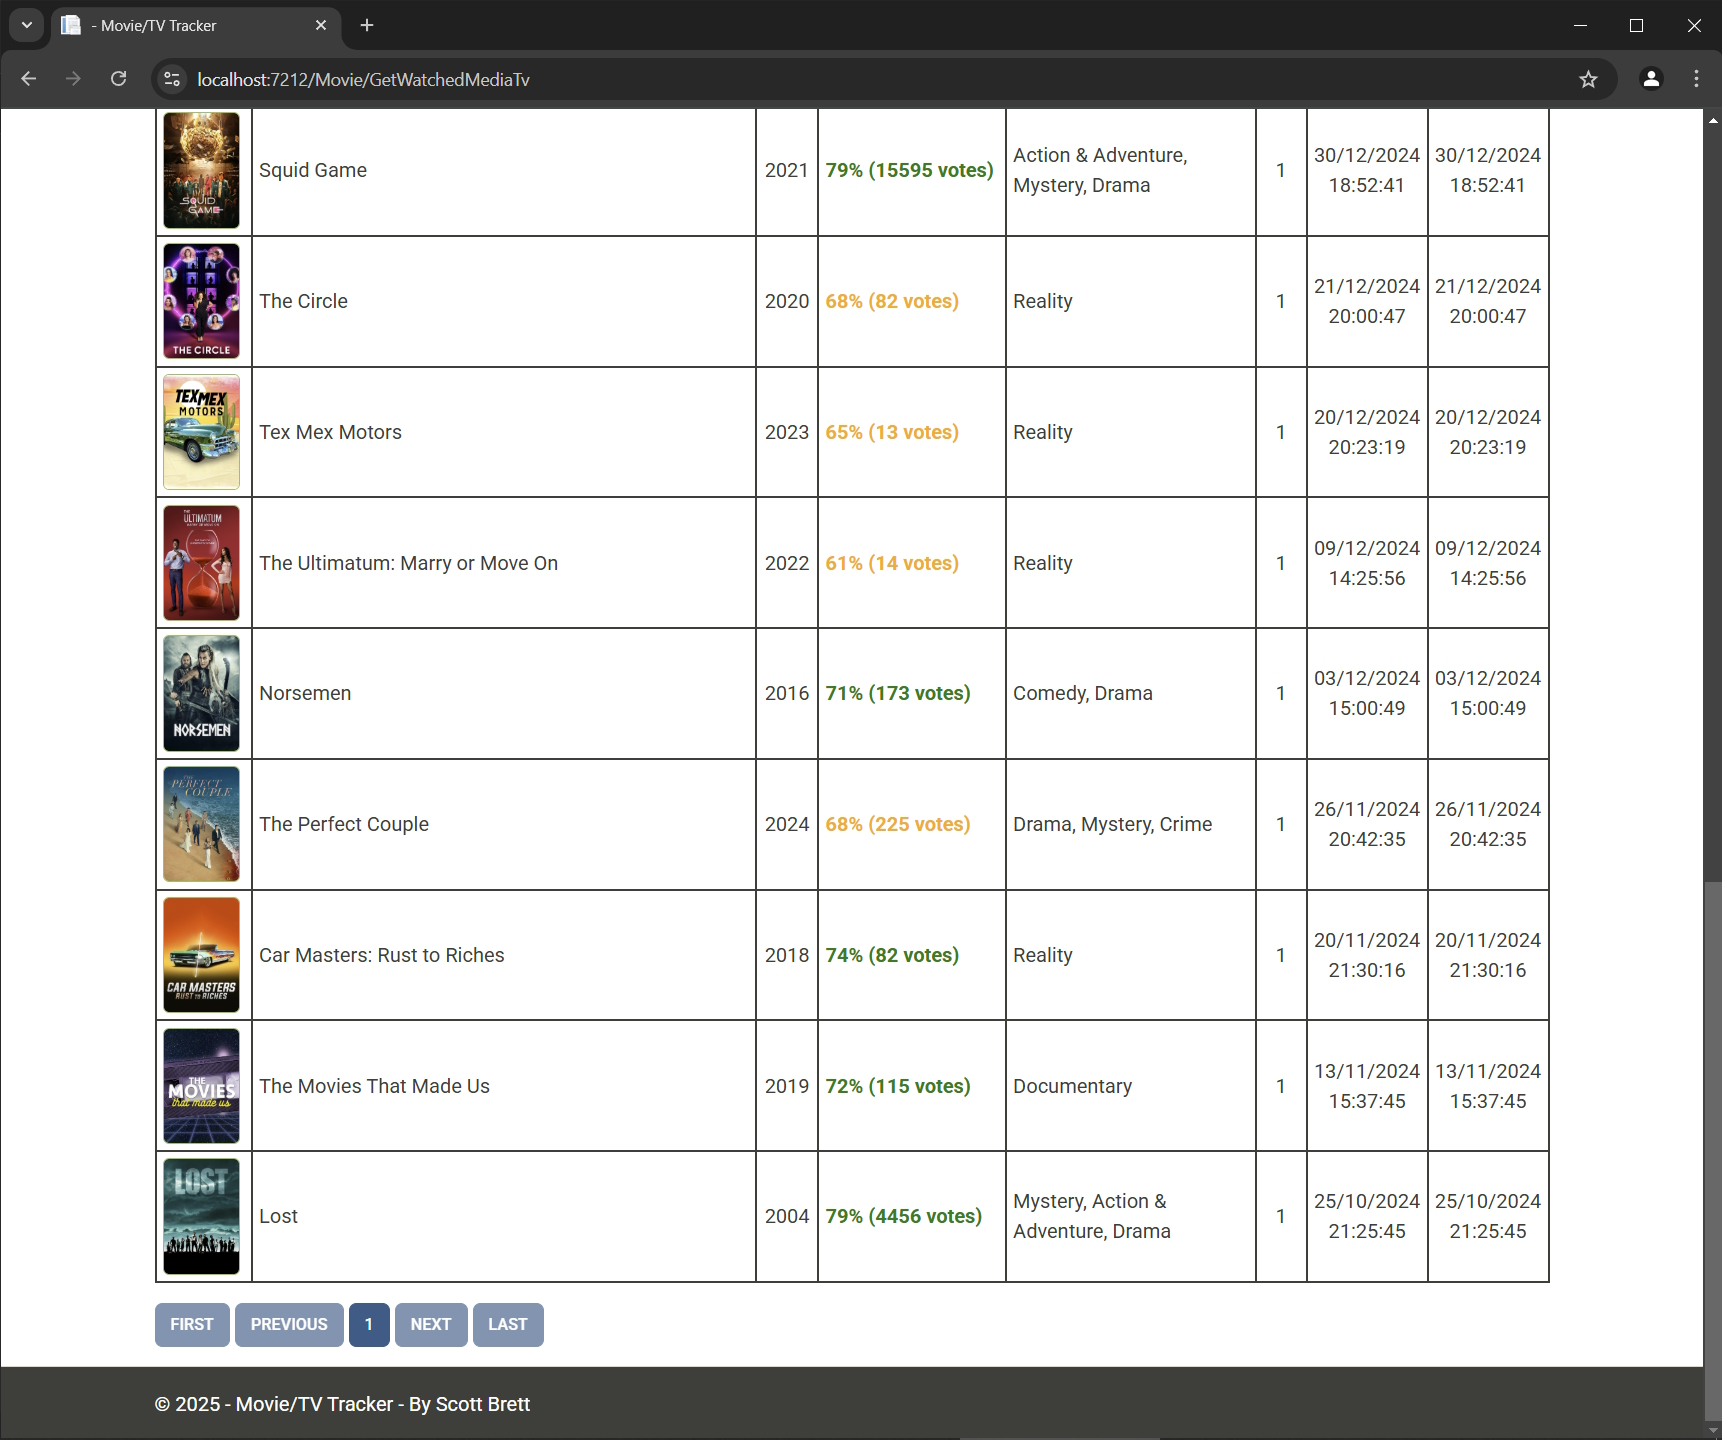 - Movie/TV Tracker
localhost:7212/Movie/GetWatchedMediaTv
SQUID
GAME
Squid Game
2021
79% (15595 votes)
Action & Adventure,
Mystery, Drama
1
30/12/2024
18:52:41
30/12/2024
18:52:41
THE CIRCLE
The Circle
2020
68% (82 votes)
Reality
1
21/12/2024
20:00:47
21/12/2024
20:00:47
TEX MEX
MOTORS
Tex Mex Motors
2023
65% (13 votes)
Reality
1
20/12/2024
20:23:19
20/12/2024
20:23:19
THE
ULTIMATUM
MARRY OR MOVE ON
The Ultimatum: Marry or Move On
2022
61% (14 votes)
Reality
1
09/12/2024
14:25:56
09/12/2024
14:25:56
NORSEMEN
Norsemen
2016
71% (173 votes)
Comedy, Drama
1
03/12/2024
15:00:49
03/12/2024
15:00:49
THE
PERFECT
COUPLE
The Perfect Couple
2024
68% (225 votes)
Drama, Mystery, Crime
1
26/11/2024
20:42:35
26/11/2024
20:42:35
CAR MASTERS
RUST TO RICHES
Car Masters: Rust to Riches
2018
74% (82 votes)
Reality
1
20/11/2024
21:30:16
20/11/2024
21:30:16
THE
MOVIES
that made us
The Movies That Made Us
2019
72% (115 votes)
Documentary
1
13/11/2024
15:37:45
13/11/2024
15:37:45
LOST
Lost
2004
79% (4456 votes)
Mystery, Action &
Adventure, Drama
1
25/10/2024
21:25:45
25/10/2024
21:25:45
FIRST PREVIOUS 1 NEXT LAST
© 2025 - Movie/TV Tracker - By Scott Brett